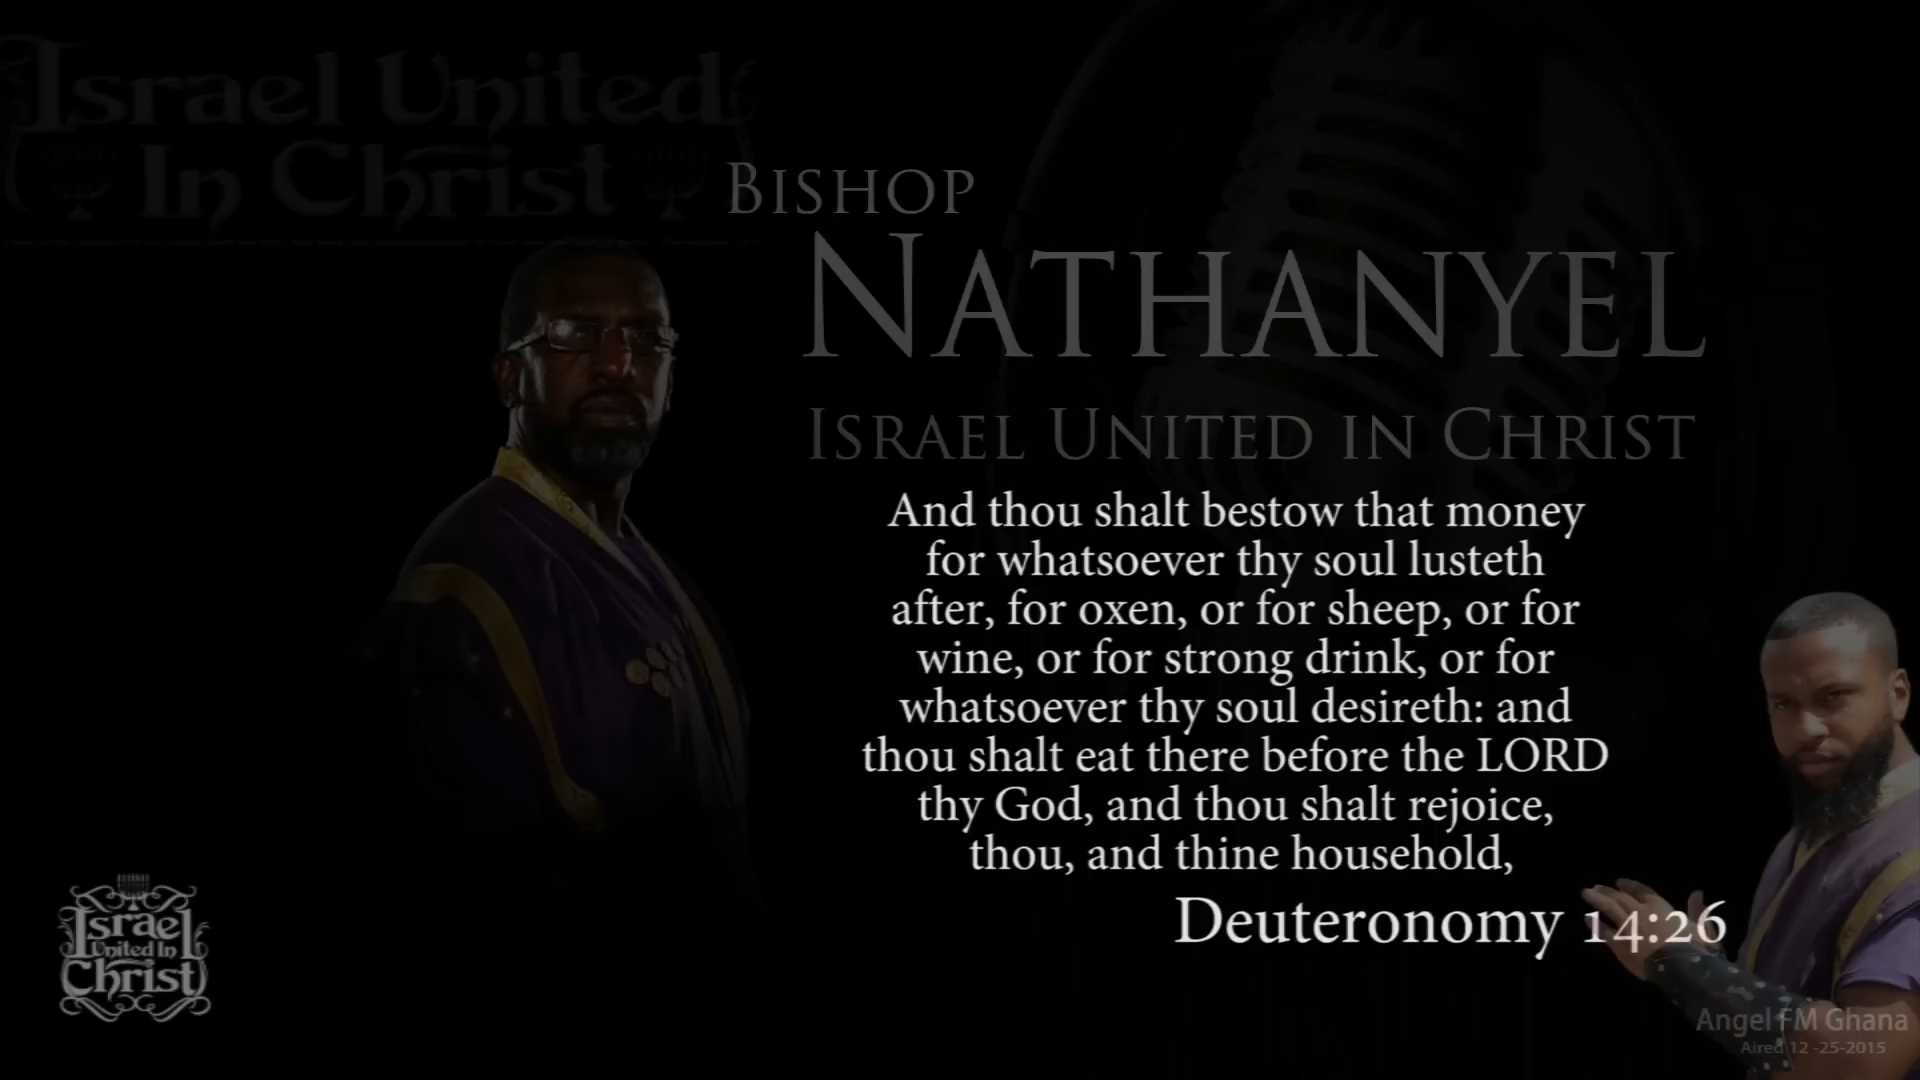 Israel United
In Christ
BISHOP
NATHANYEL
ISRAEL UNITED IN CHRIST
And thou shalt bestow that money
for whatsoever thy soul lusteth
after, for oxen, or for sheep, or for
wine, or for strong drink, or for
whatsoever thy soul desireth: and
thou shalt eat there before the LORD
thy God, and thou shalt rejoice,
thou, and thine household,
Deuteronomy 14:26
Israel
United In
Christ
Angel FM Ghana
Aired 12 -25-2015